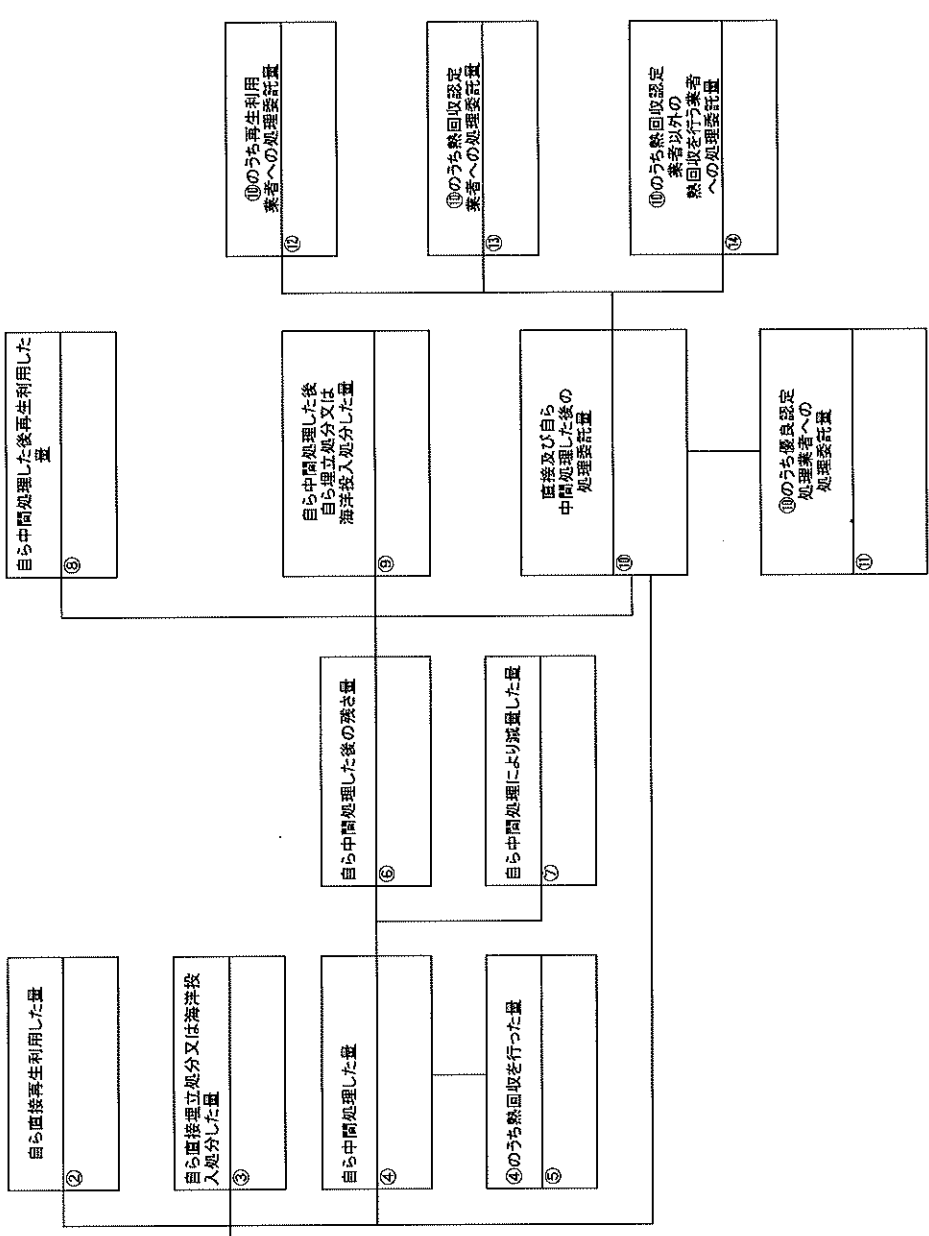 自ら直接再生利用した量
②
自ら直接埋立処分又は海洋投
入処分した量
③
自ら中間処理した量
④
④のうち熱回収を行った量
⑤
自ら中間処理した後の残さ量
⑥
自ら中間処理により減量した量
⑦
自ら中間処理した後再生利用した
量
⑧
自ら中間処理した後
自ら埋立処分又は
海洋投入処分した量
⑨
直接及び自ら
中間処理した後の
処理委託量
⑩
⑩のうち優良認定
処理業者への
処理委託量
⑪
⑩のうち再生利用
業者への処理委託量
⑫
⑩のうち熱回収認定
業者への処理委託量
⑬
⑩のうち熱回収認定
業者以外の
熱回収を行う業者
への処理委託量
⑭